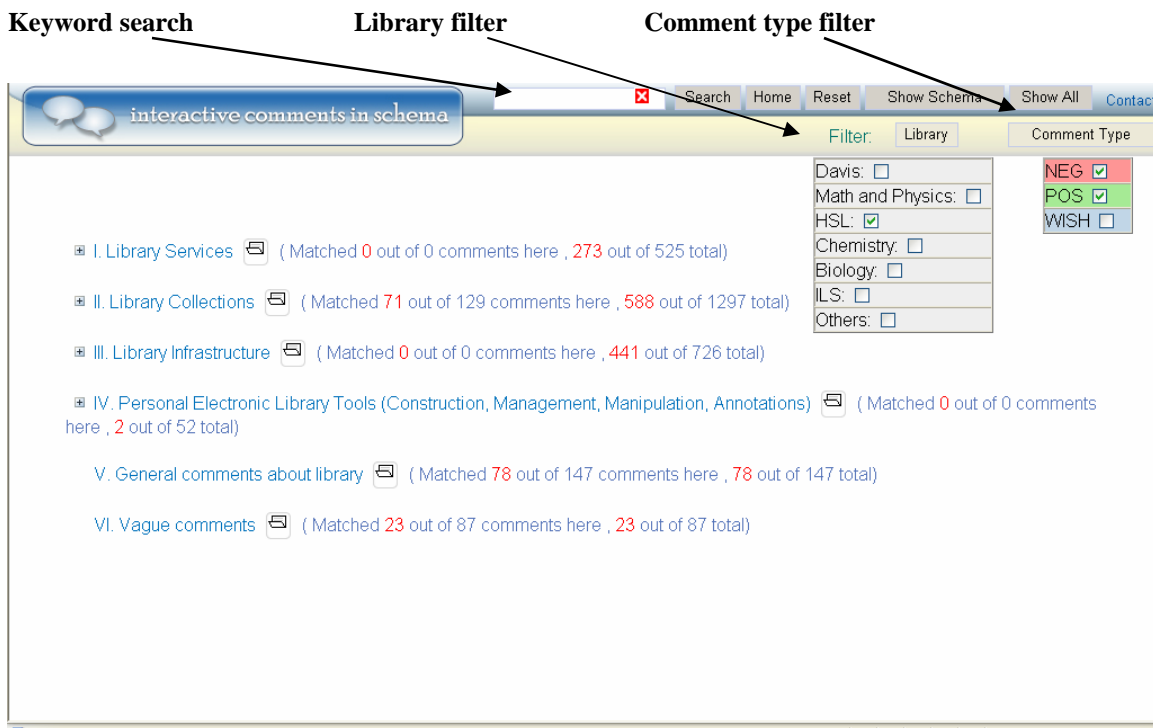 Keyword search Library filter Comment type filter
interactive comments in schema
Search Home Reset Show Schema Show All Contact
Filter: Library Comment Type
Davis:
Math and Physics:
HSL:
Chemistry:
Biology:
ILS:
Others:
NEG
POS
WISH
I. Library Services ( Matched 0 out of 0 comments here , 273 out of 525 total)
II. Library Collections ( Matched 71 out of 129 comments here , 588 out of 1297 total)
III. Library Infrastructure ( Matched 0 out of 0 comments here , 441 out of 726 total)
IV. Personal Electronic Library Tools (Construction, Management, Manipulation, Annotations) ( Matched 0 out of 0 comments
here , 2 out of 52 total)
V. General comments about library ( Matched 78 out of 147 comments here , 78 out of 147 total)
VI. Vague comments ( Matched 23 out of 87 comments here , 23 out of 87 total)